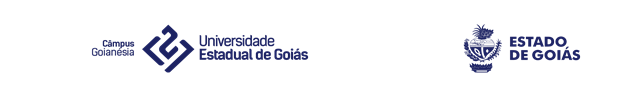 Câmpus
Goianésia
Universidade
Estadual de Goiás
ESTADO
DE GOIÁS